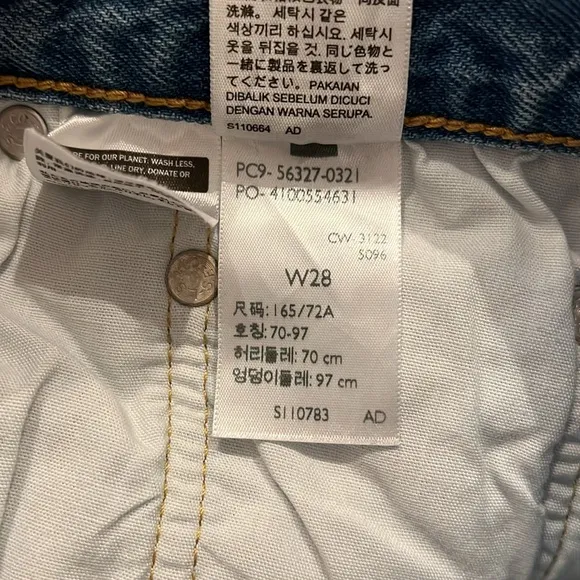 洗滌. 세탁시 같은
색상끼리 하십시요. 세탁시
옷을 뒤집을 것. 同じ色物と
一緒に製品を裏返して洗っ
てください。 PAKAIAN
DIBALIK SEBELUM DICUCI
DENGAN WARNA SERUPA.
S110664 AD
FOR OUR PLANET: WASH LESS,
LINE DRY, DONATE OR
PC9- 56327-0321
PO- 4100554631
CW- 3122
S096
W28
尺码: 165/72A
호칭: 70-97
허리둘레: 70 cm
엉덩이둘레: 97 cm
S110783 AD